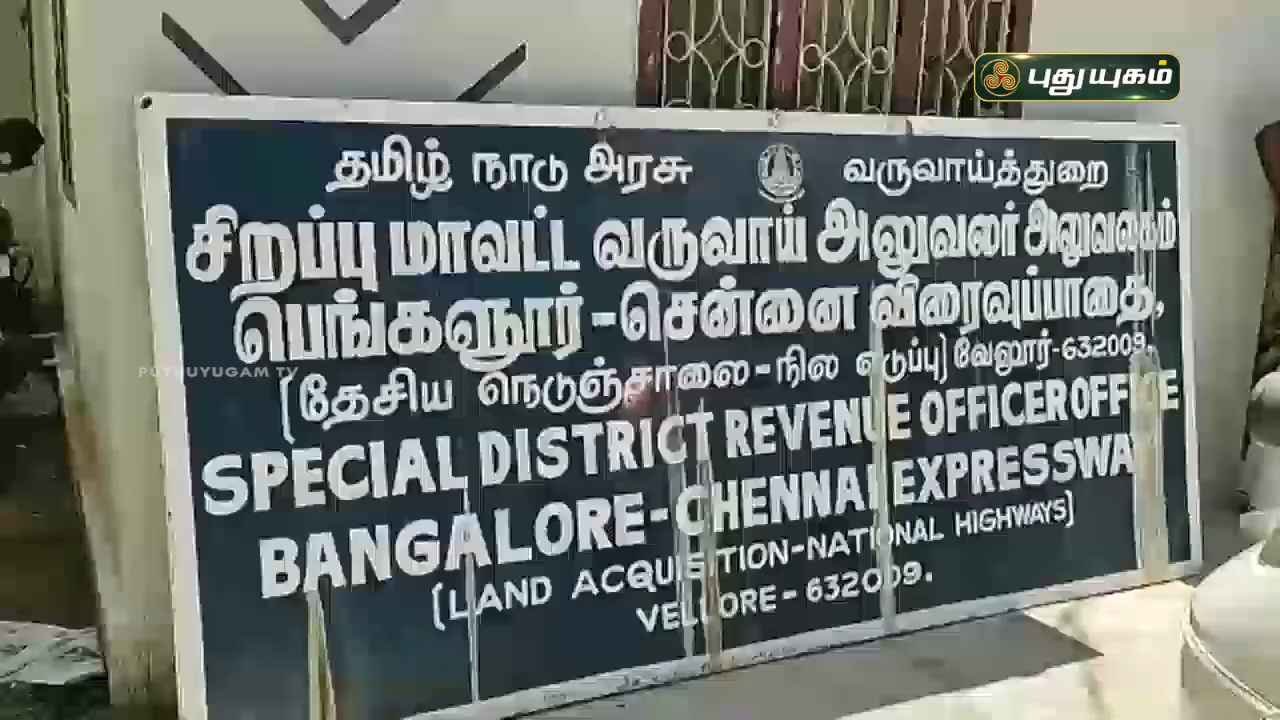 புதுயுகம்
தமிழ் நாடு அரசு வருவாய்த்துறை
சிறப்பு மாவட்ட வருவாய் அலுவலர் அலுவலகம்
பெங்களூர்-சென்னை விரைவுப்பாதை,
(தேசிய நெடுஞ்சாலை-நில எடுப்பு) வேலூர்-632009.
PUTHUYUGAM TV
SPECIAL DISTRICT REVENUE OFFICER OFFICE
BANGALORE-CHENNAI EXPRESSWAY
(LAND ACQUISITION-NATIONAL HIGHWAYS)
VELLORE-632009.